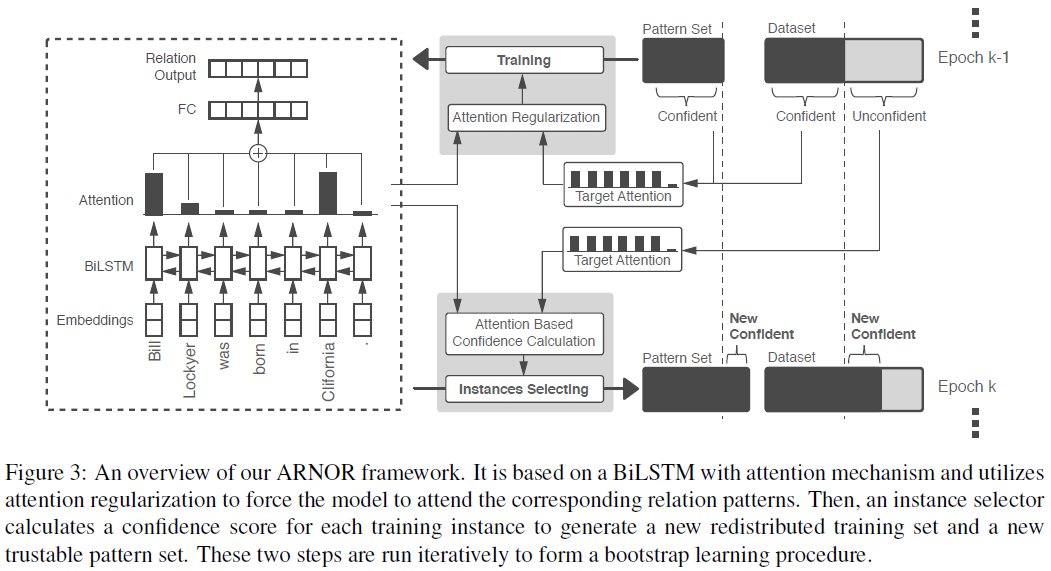 Relation
Output
FC
Attention
BiLSTM
Embeddings
Bill
Lockyer
was
born
in
Clifornia
.
Training
Attention Regularization
Target Attention
Target Attention
Attention Based
Confidence Calculation
Instances Selecting
Pattern Set
Dataset
Epoch k-1
Confident
Confident
Unconfident
New
Confident
New
Confident
Pattern Set
Dataset
Epoch k
Figure 3: An overview of our ARNOR framework. It is based on a BiLSTM with attention mechanism and utilizes
attention regularization to force the model to attend the corresponding relation patterns. Then, an instance selector
calculates a confidence score for each training instance to generate a new redistributed training set and a new
trustable pattern set. These two steps are run iteratively to form a bootstrap learning procedure.